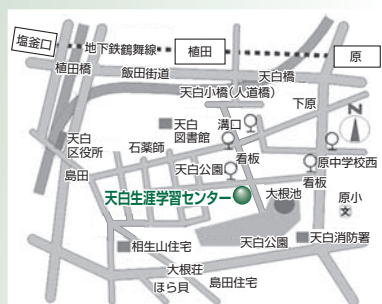 塩釜口
地下鉄鶴舞線
植田
原
植田橋
飯田街道
天白橋
天白小橋(人道橋)
下原
N
天白
図書館
溝口
天白
区役所
石薬師
看板
原中学校西
島田
天白公園
看板
天白生涯学習センター
大根池
原小
文
相生山住宅
天白公園
天白消防署
大根荘
島田住宅
ほら貝